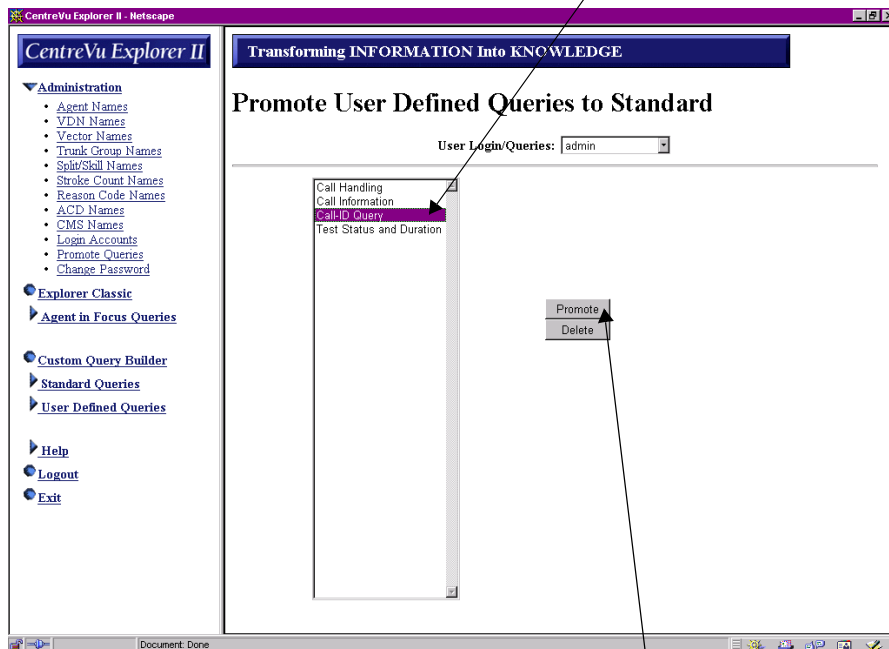 CentreVu Explorer II - Netscape
CentreVu Explorer II
Transforming INFORMATION Into KNOWLEDGE
Administration
Agent Names
VDN Names
Vector Names
Trunk Group Names
Split/Skill Names
Stroke Count Names
Reason Code Names
ACD Names
CMS Names
Login Accounts
Promote Queries
Change Password
Explorer Classic
Agent in Focus Queries
Custom Query Builder
Standard Queries
User Defined Queries
Help
Logout
Exit
Promote User Defined Queries to Standard
User Login/Queries: admin
Call Handling
Call Information
Call-ID Query
Test Status and Duration
Promote
Delete
Document: Done